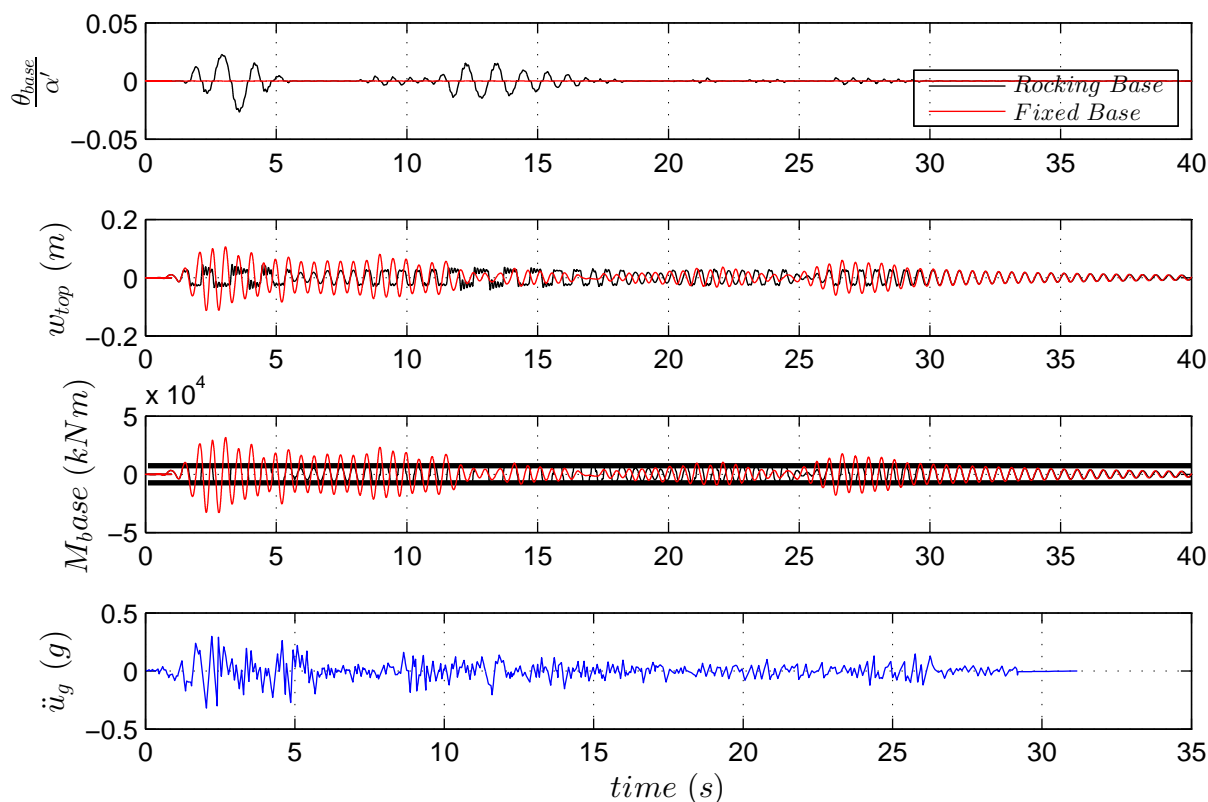 0.05
0
−0.05
θ_base / α′
Rocking Base
Fixed Base
0 5 10 15 20 25 30 35 40
0.2
0
−0.2
w_top (m)
0 5 10 15 20 25 30 35 40
x 10^4
5
0
−5
M_base (kNm)
0 5 10 15 20 25 30 35 40
0.5
0
−0.5
ü_g (g)
0 5 10 15 20 25 30 35
time (s)